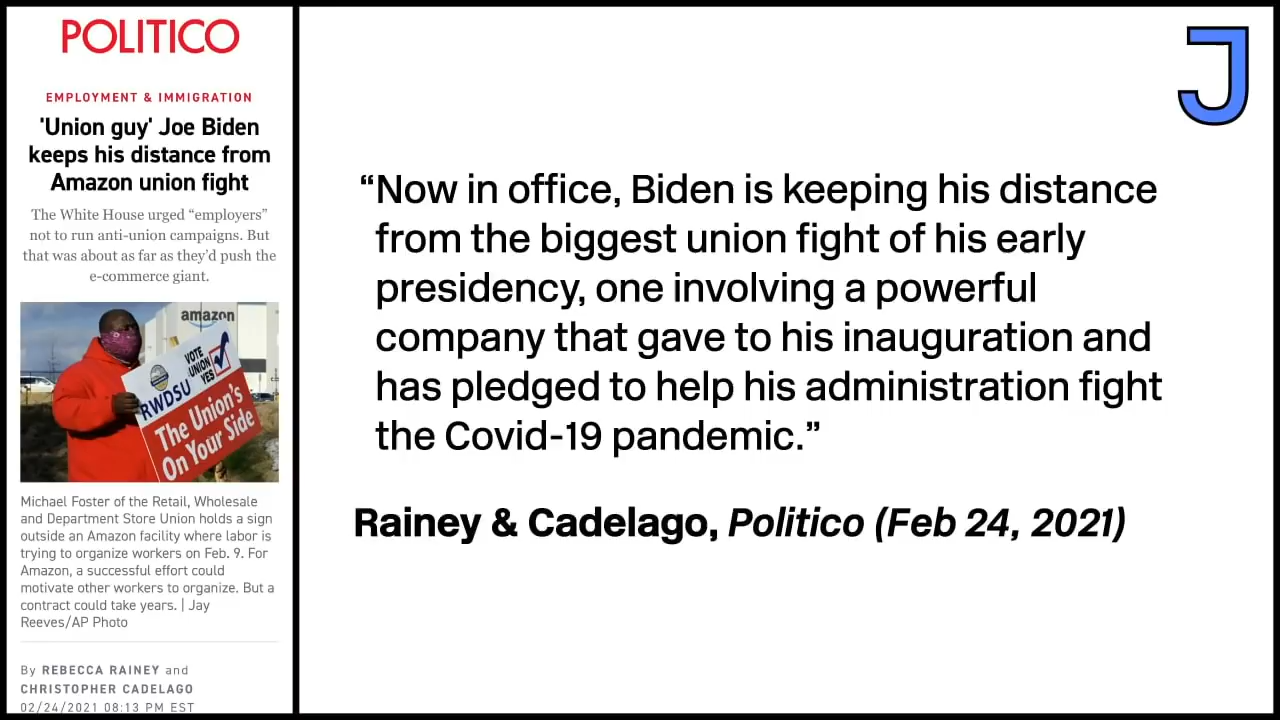 POLITICO
EMPLOYMENT & IMMIGRATION
'Union guy' Joe Biden
keeps his distance from
Amazon union fight
The White House urged “employers”
not to run anti-union campaigns. But
that was about as far as they’d push the
e-commerce giant.
amazon
VOTE
UNION
YES
RWDSU
The Union's
On Your Side
Michael Foster of the Retail, Wholesale
and Department Store Union holds a sign
outside an Amazon facility where labor is
trying to organize workers on Feb. 9. For
Amazon, a successful effort could
motivate other workers to organize. But a
contract could take years. | Jay
Reeves/AP Photo
By REBECCA RAINEY and
CHRISTOPHER CADELAGO
02/24/2021 08:13 PM EST
J
“Now in office, Biden is keeping his distance
from the biggest union fight of his early
presidency, one involving a powerful
company that gave to his inauguration and
has pledged to help his administration fight
the Covid-19 pandemic.”
Rainey & Cadelago, Politico (Feb 24, 2021)